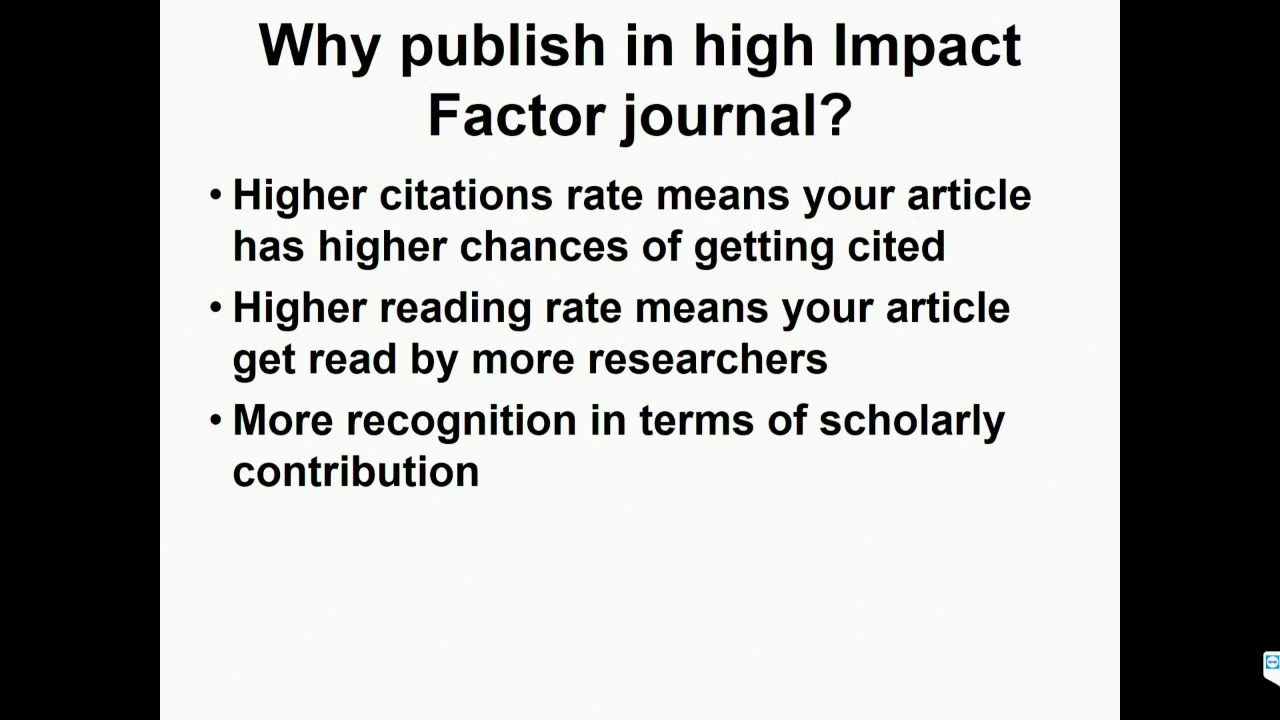 Why publish in high Impact
Factor journal?
• Higher citations rate means your article
has higher chances of getting cited
• Higher reading rate means your article
get read by more researchers
• More recognition in terms of scholarly
contribution